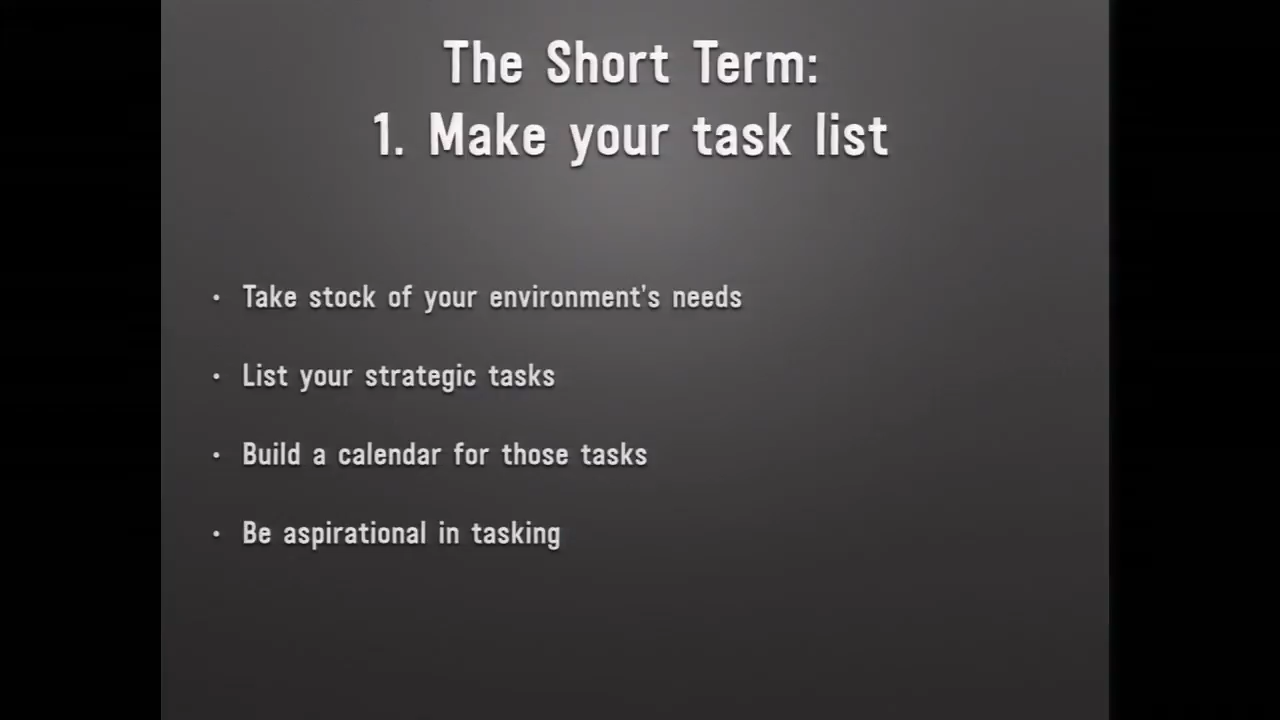 The Short Term:
1. Make your task list
• Take stock of your environment's needs
• List your strategic tasks
• Build a calendar for those tasks
• Be aspirational in tasking